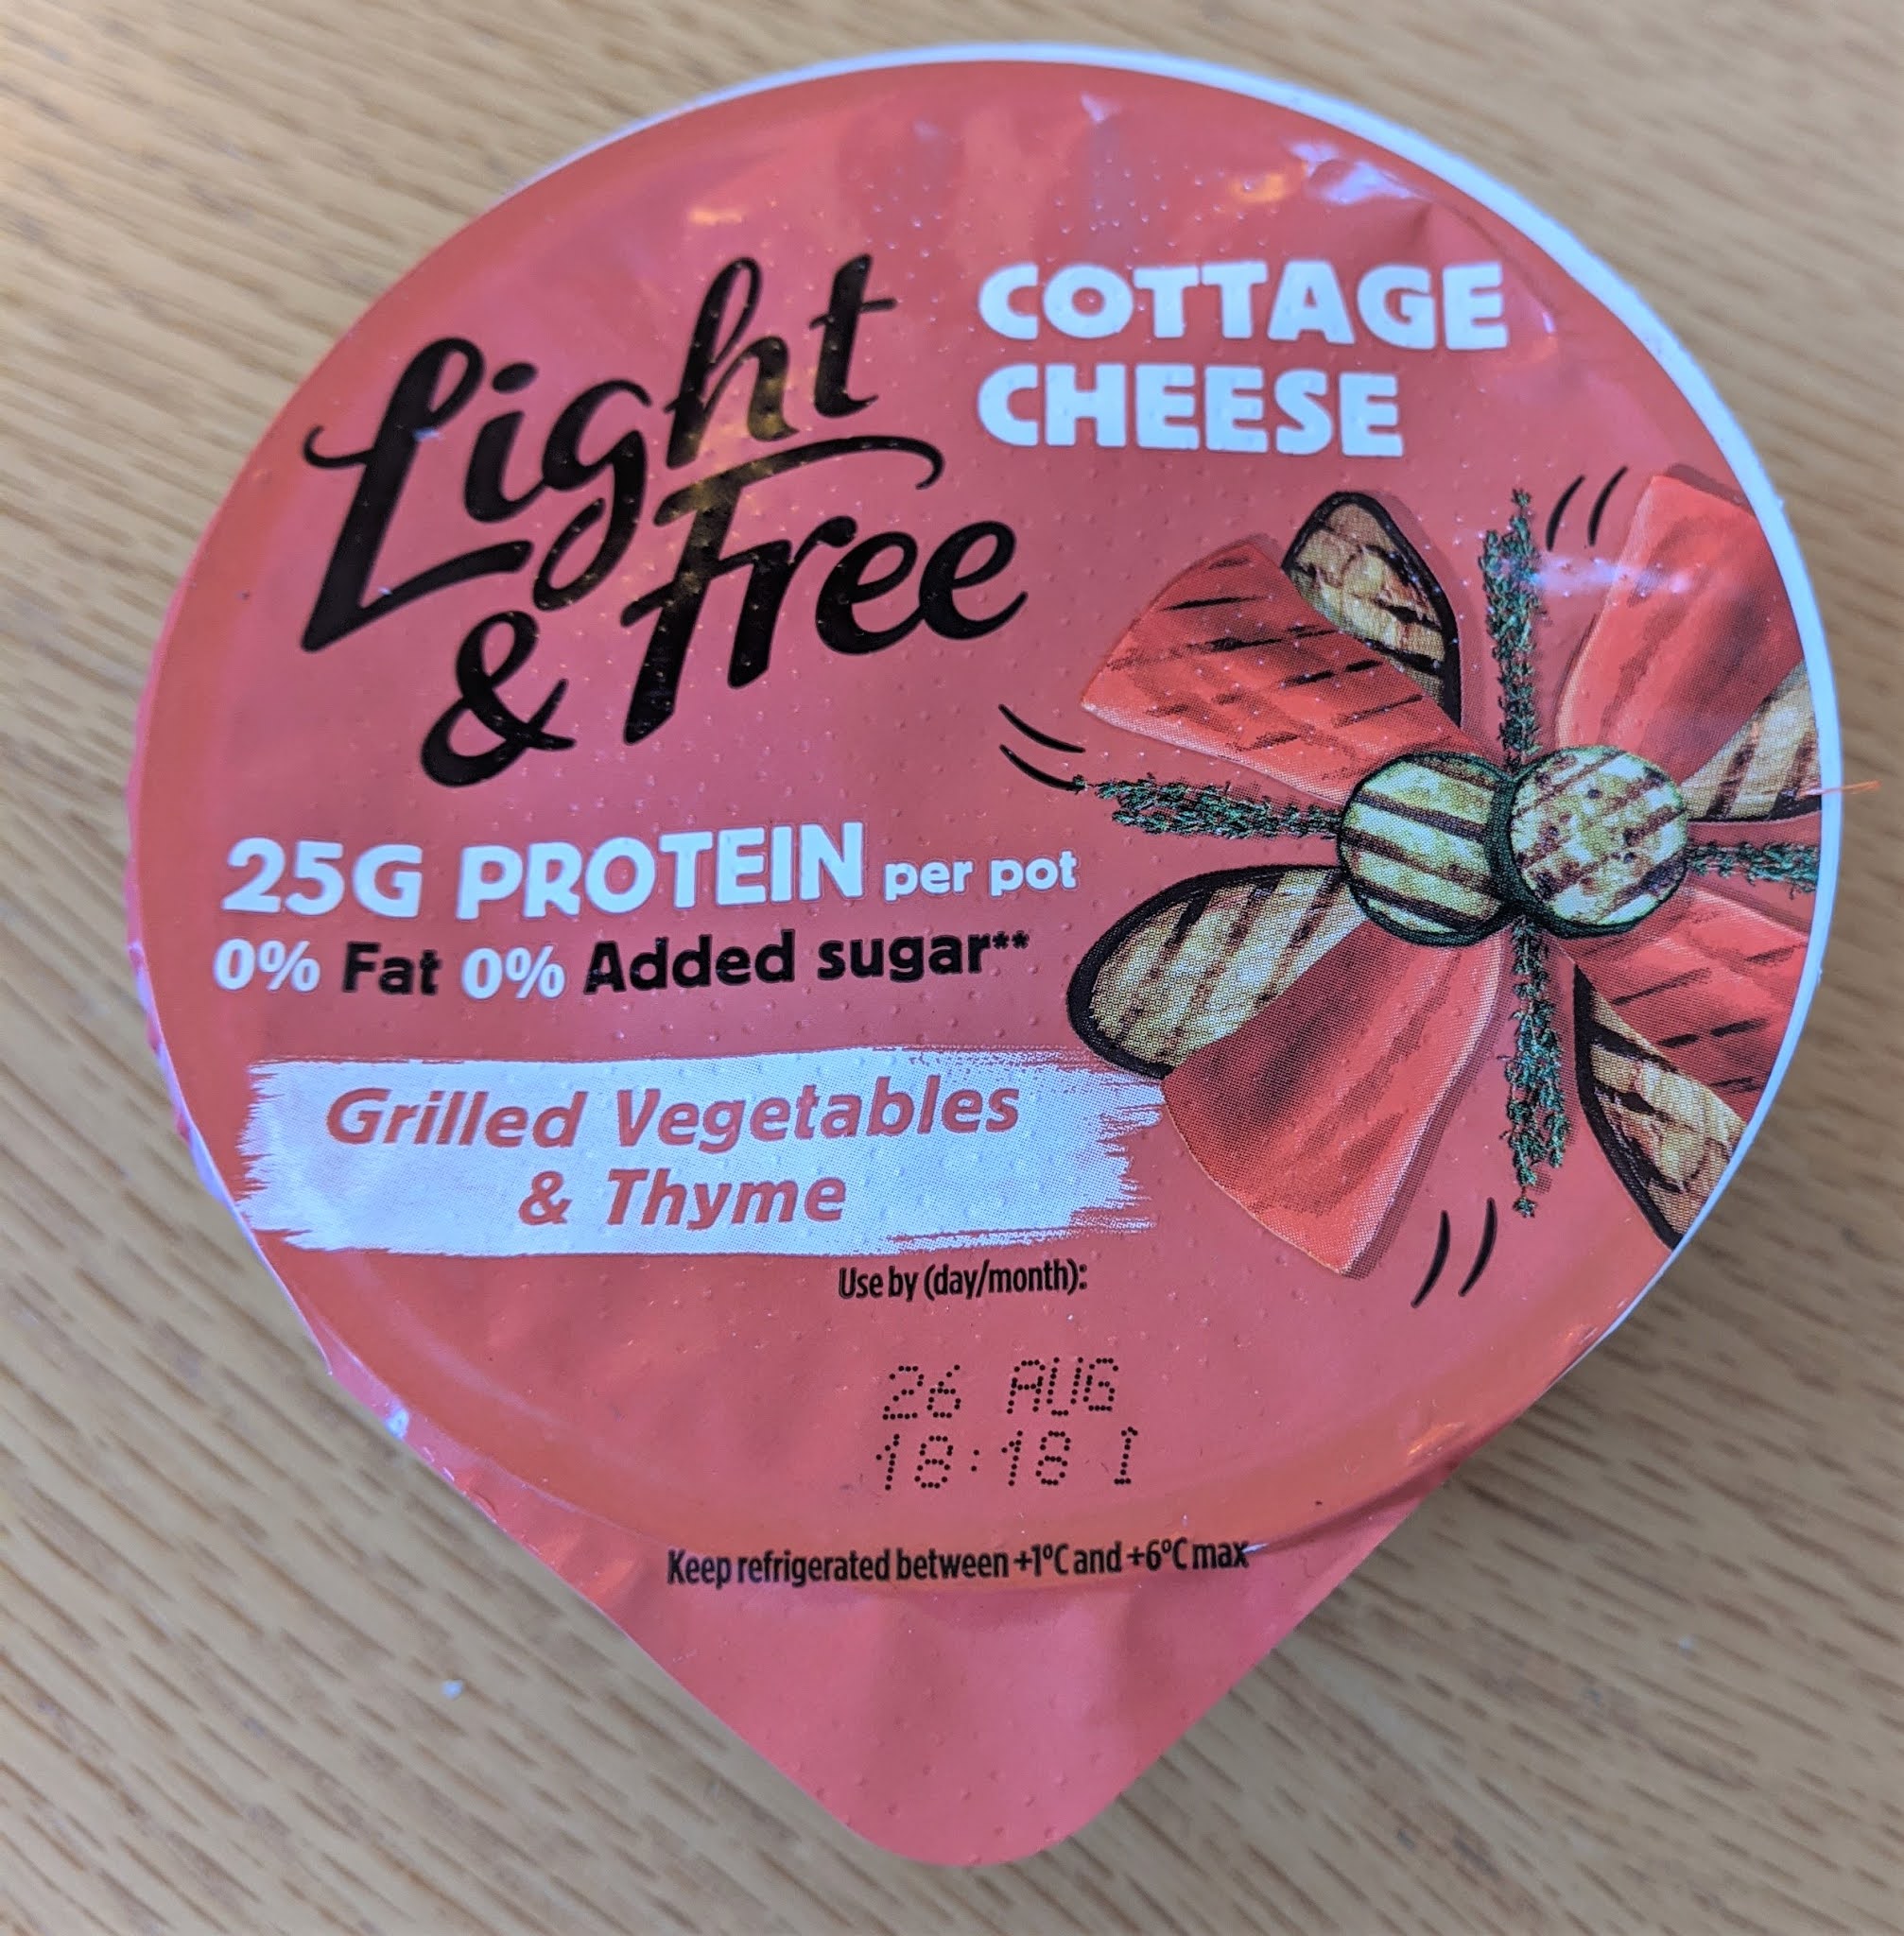 Light
& Free
COTTAGE
CHEESE
25G PROTEIN per pot
0% Fat 0% Added sugar**
Grilled Vegetables
& Thyme
Use by (day/month):
26 AUG
18:18 1
Keep refrigerated between +1°C and +6°C max